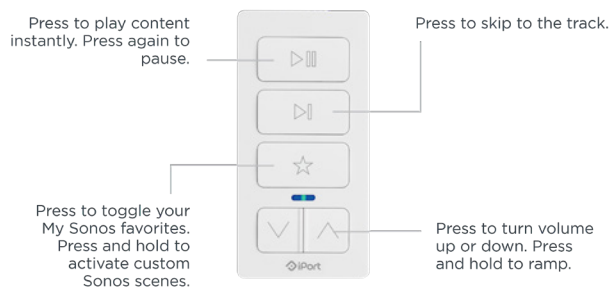 Press to play content
instantly. Press again to
pause.
Press to skip to the track.
Press to toggle your
My Sonos favorites.
Press and hold to
activate custom
Sonos scenes.
Press to turn volume
up or down. Press
and hold to ramp.
iPort